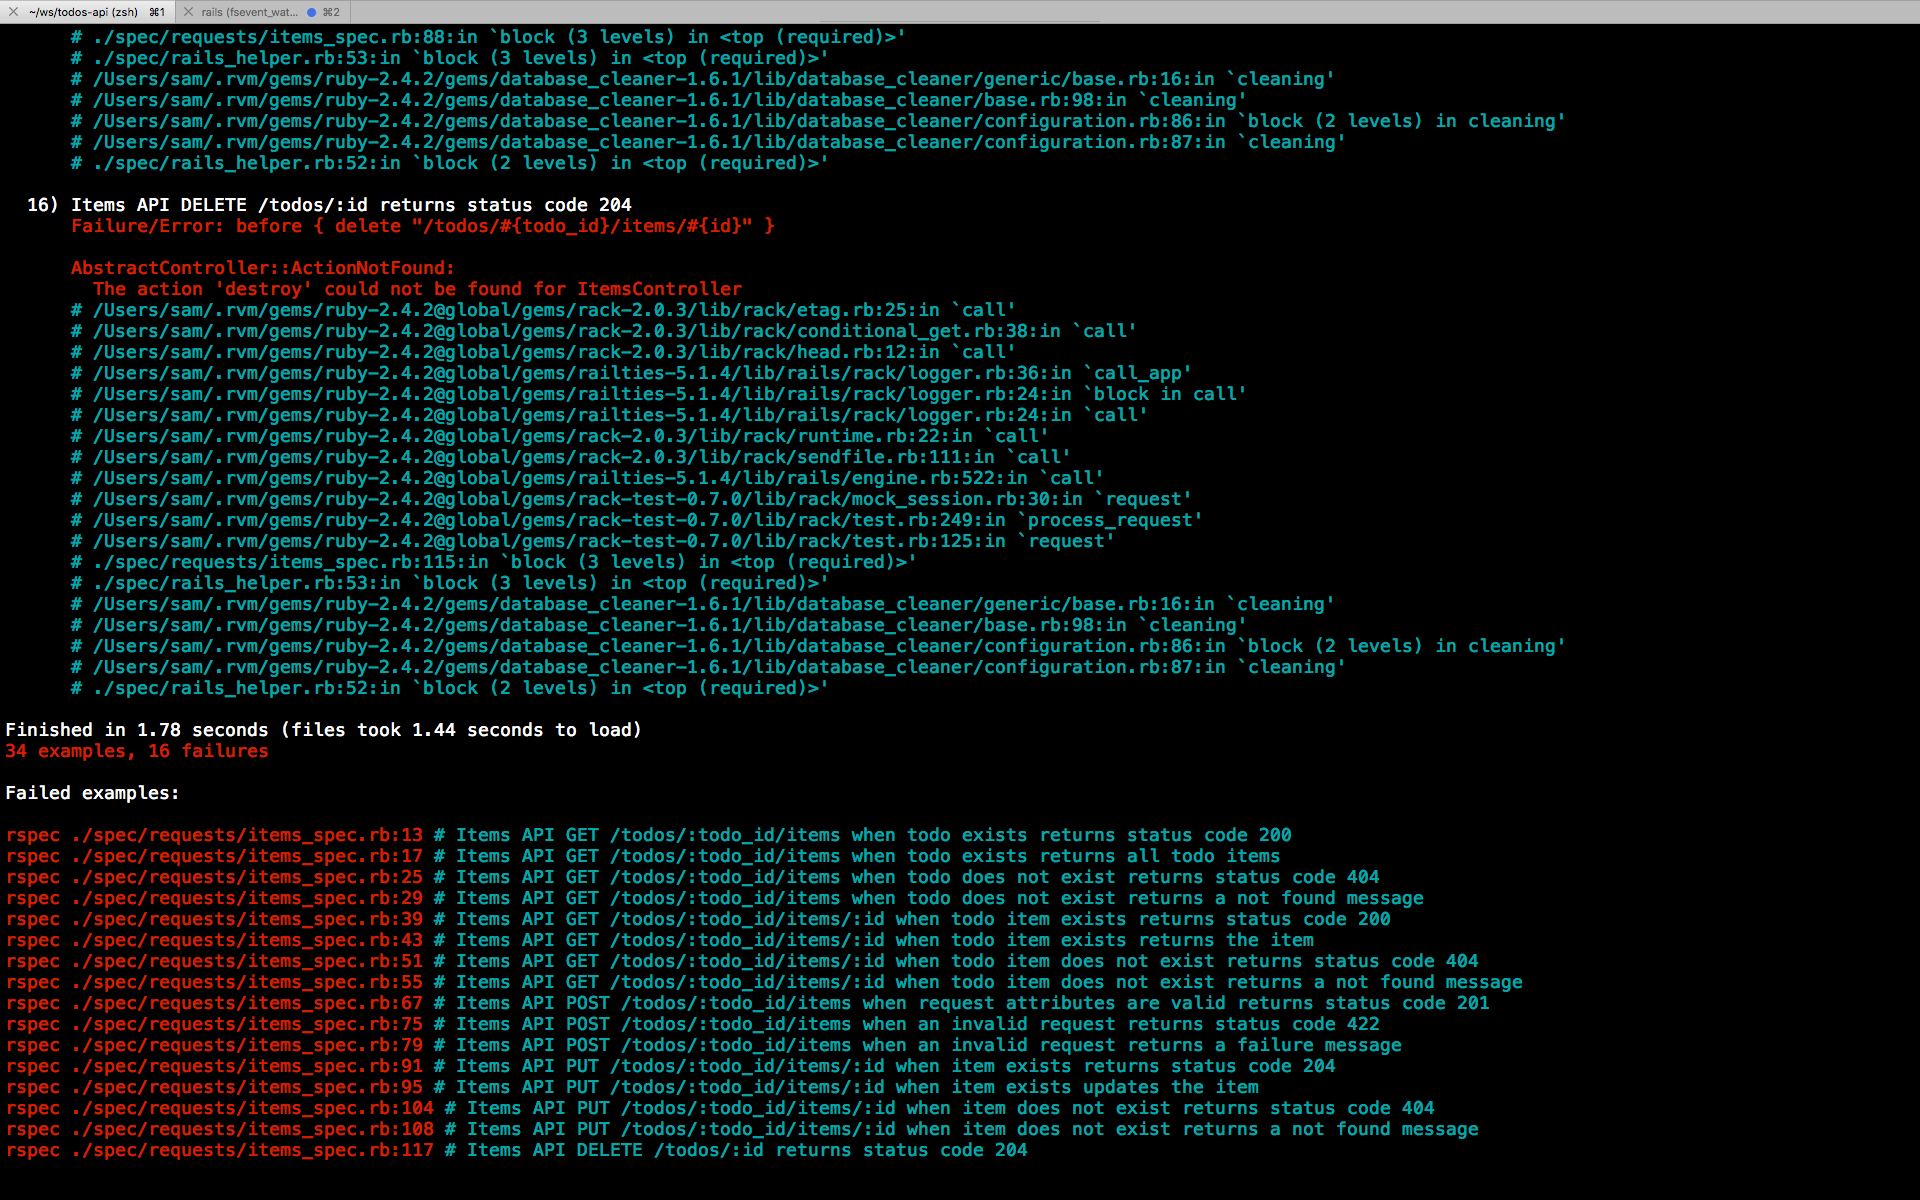 ~/ws/todos-api (zsh) ⌘1 rails (fsevent_wat... ⌘2
# ./spec/requests/items_spec.rb:88:in `block (3 levels) in <top (required)>'
# ./spec/rails_helper.rb:53:in `block (3 levels) in <top (required)>'
# /Users/sam/.rvm/gems/ruby-2.4.2/gems/database_cleaner-1.6.1/lib/database_cleaner/generic/base.rb:16:in `cleaning'
# /Users/sam/.rvm/gems/ruby-2.4.2/gems/database_cleaner-1.6.1/lib/database_cleaner/base.rb:98:in `cleaning'
# /Users/sam/.rvm/gems/ruby-2.4.2/gems/database_cleaner-1.6.1/lib/database_cleaner/configuration.rb:86:in `block (2 levels) in cleaning'
# /Users/sam/.rvm/gems/ruby-2.4.2/gems/database_cleaner-1.6.1/lib/database_cleaner/configuration.rb:87:in `cleaning'
# ./spec/rails_helper.rb:52:in `block (2 levels) in <top (required)>'
16) Items API DELETE /todos/:id returns status code 204
Failure/Error: before { delete "/todos/#{todo_id}/items/#{id}" }
AbstractController::ActionNotFound:
The action 'destroy' could not be found for ItemsController
# /Users/sam/.rvm/gems/ruby-2.4.2@global/gems/rack-2.0.3/lib/rack/etag.rb:25:in `call'
# /Users/sam/.rvm/gems/ruby-2.4.2@global/gems/rack-2.0.3/lib/rack/conditional_get.rb:38:in `call'
# /Users/sam/.rvm/gems/ruby-2.4.2@global/gems/rack-2.0.3/lib/rack/head.rb:12:in `call'
# /Users/sam/.rvm/gems/ruby-2.4.2@global/gems/railties-5.1.4/lib/rails/rack/logger.rb:36:in `call_app'
# /Users/sam/.rvm/gems/ruby-2.4.2@global/gems/railties-5.1.4/lib/rails/rack/logger.rb:24:in `block in call'
# /Users/sam/.rvm/gems/ruby-2.4.2@global/gems/railties-5.1.4/lib/rails/rack/logger.rb:24:in `call'
# /Users/sam/.rvm/gems/ruby-2.4.2@global/gems/rack-2.0.3/lib/rack/runtime.rb:22:in `call'
# /Users/sam/.rvm/gems/ruby-2.4.2@global/gems/rack-2.0.3/lib/rack/sendfile.rb:111:in `call'
# /Users/sam/.rvm/gems/ruby-2.4.2@global/gems/railties-5.1.4/lib/rails/engine.rb:522:in `call'
# /Users/sam/.rvm/gems/ruby-2.4.2@global/gems/rack-test-0.7.0/lib/rack/mock_session.rb:30:in `request'
# /Users/sam/.rvm/gems/ruby-2.4.2@global/gems/rack-test-0.7.0/lib/rack/test.rb:249:in `process_request'
# /Users/sam/.rvm/gems/ruby-2.4.2@global/gems/rack-test-0.7.0/lib/rack/test.rb:125:in `request'
# ./spec/requests/items_spec.rb:115:in `block (3 levels) in <top (required)>'
# ./spec/rails_helper.rb:53:in `block (3 levels) in <top (required)>'
# /Users/sam/.rvm/gems/ruby-2.4.2/gems/database_cleaner-1.6.1/lib/database_cleaner/generic/base.rb:16:in `cleaning'
# /Users/sam/.rvm/gems/ruby-2.4.2/gems/database_cleaner-1.6.1/lib/database_cleaner/base.rb:98:in `cleaning'
# /Users/sam/.rvm/gems/ruby-2.4.2/gems/database_cleaner-1.6.1/lib/database_cleaner/configuration.rb:86:in `block (2 levels) in cleaning'
# /Users/sam/.rvm/gems/ruby-2.4.2/gems/database_cleaner-1.6.1/lib/database_cleaner/configuration.rb:87:in `cleaning'
# ./spec/rails_helper.rb:52:in `block (2 levels) in <top (required)>'
Finished in 1.78 seconds (files took 1.44 seconds to load)
34 examples, 16 failures
Failed examples:
rspec ./spec/requests/items_spec.rb:13 # Items API GET /todos/:todo_id/items when todo exists returns status code 200
rspec ./spec/requests/items_spec.rb:17 # Items API GET /todos/:todo_id/items when todo exists returns all todo items
rspec ./spec/requests/items_spec.rb:25 # Items API GET /todos/:todo_id/items when todo does not exist returns status code 404
rspec ./spec/requests/items_spec.rb:29 # Items API GET /todos/:todo_id/items when todo does not exist returns a not found message
rspec ./spec/requests/items_spec.rb:39 # Items API GET /todos/:todo_id/items/:id when todo item exists returns status code 200
rspec ./spec/requests/items_spec.rb:43 # Items API GET /todos/:todo_id/items/:id when todo item exists returns the item
rspec ./spec/requests/items_spec.rb:51 # Items API GET /todos/:todo_id/items/:id when todo item does not exist returns status code 404
rspec ./spec/requests/items_spec.rb:55 # Items API GET /todos/:todo_id/items/:id when todo item does not exist returns a not found message
rspec ./spec/requests/items_spec.rb:67 # Items API POST /todos/:todo_id/items when request attributes are valid returns status code 201
rspec ./spec/requests/items_spec.rb:75 # Items API POST /todos/:todo_id/items when an invalid request returns status code 422
rspec ./spec/requests/items_spec.rb:79 # Items API POST /todos/:todo_id/items when an invalid request returns a failure message
rspec ./spec/requests/items_spec.rb:91 # Items API PUT /todos/:todo_id/items/:id when item exists returns status code 204
rspec ./spec/requests/items_spec.rb:95 # Items API PUT /todos/:todo_id/items/:id when item exists updates the item
rspec ./spec/requests/items_spec.rb:104 # Items API PUT /todos/:todo_id/items/:id when item does not exist returns status code 404
rspec ./spec/requests/items_spec.rb:108 # Items API PUT /todos/:todo_id/items/:id when item does not exist returns a not found message
rspec ./spec/requests/items_spec.rb:117 # Items API DELETE /todos/:id returns status code 204